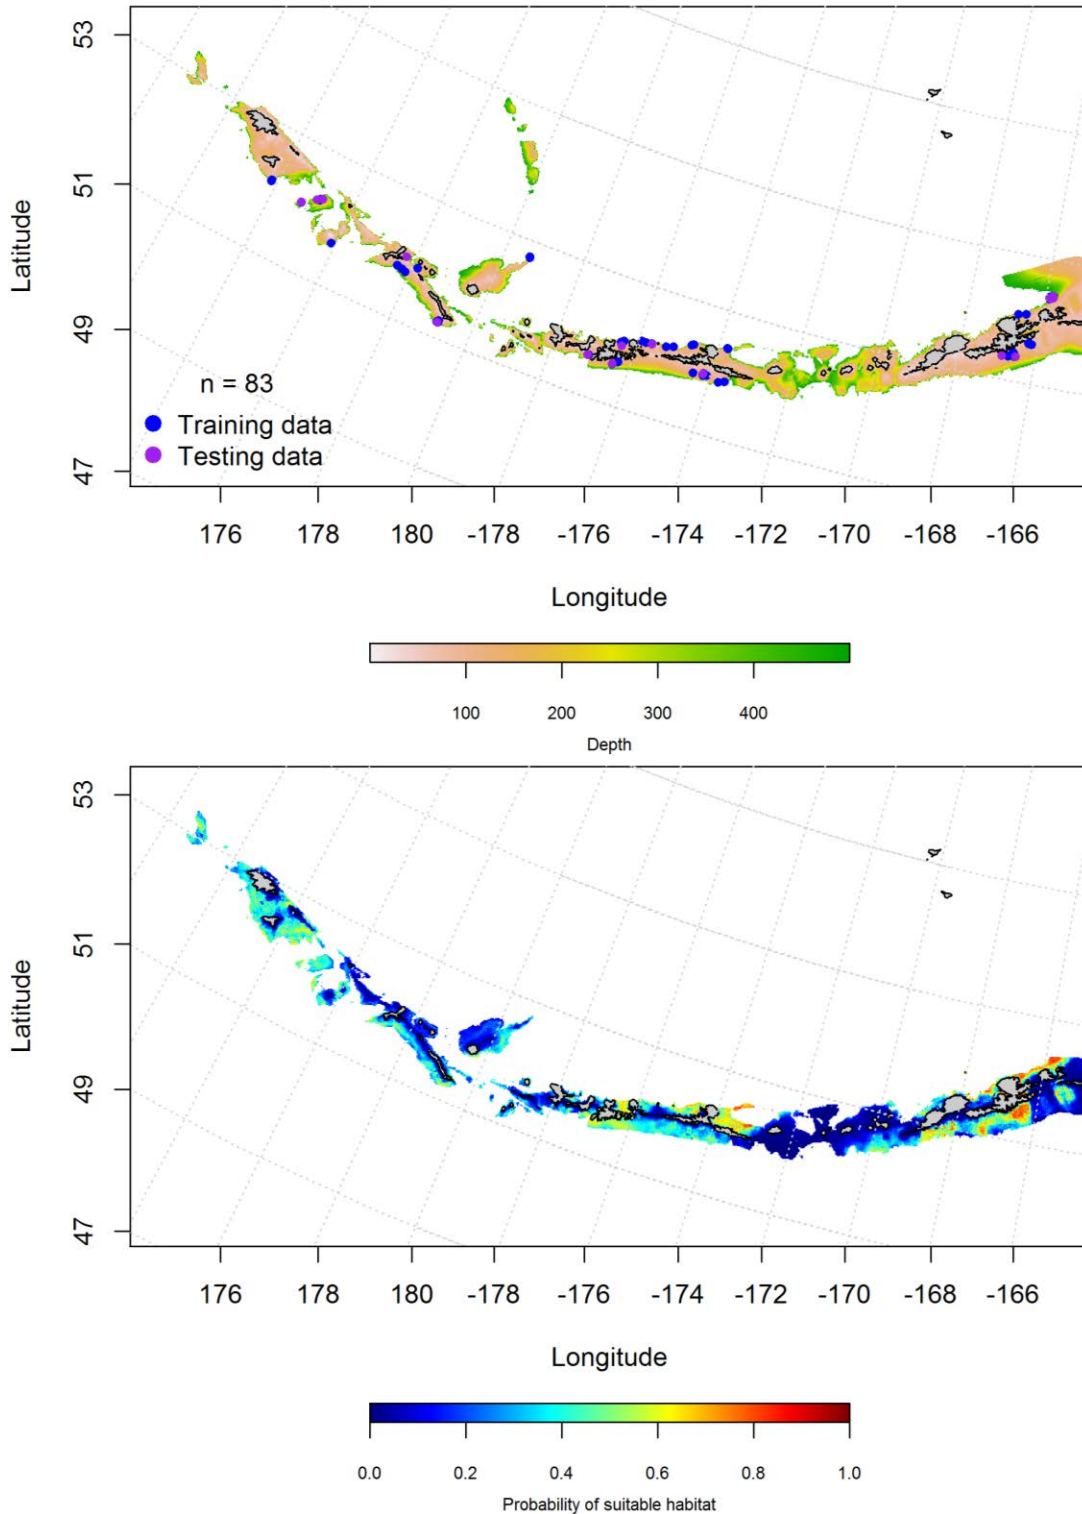 53
51
49
47
Latitude
n = 83
Training data
Testing data
176 178 180 -178 -176 -174 -172 -170 -168 -166
Longitude
100 200 300 400
Depth
53
51
49
47
Latitude
176 178 180 -178 -176 -174 -172 -170 -168 -166
Longitude
0.0 0.2 0.4 0.6 0.8 1.0
Probability of suitable habitat